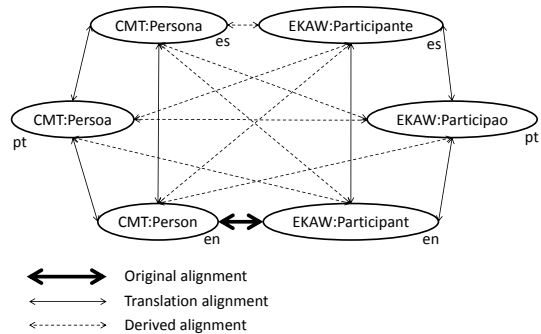 CMT:Persona
EKAW:Participante
es
es
CMT:Persoa
EKAW:Participao
pt
pt
CMT:Person
EKAW:Participant
en
en
Original alignment
Translation alignment
Derived alignment